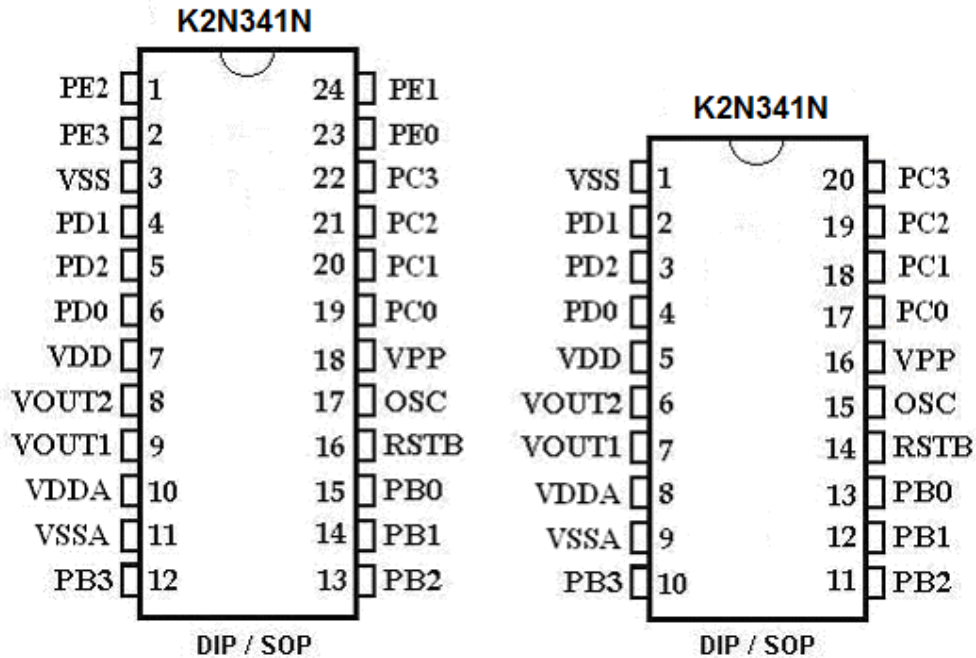 K2N341N
PE2 1 24 PE1
PE3 2 23 PE0
VSS 3 22 PC3
PD1 4 21 PC2
PD2 5 20 PC1
PD0 6 19 PC0
VDD 7 18 VPP
VOUT2 8 17 OSC
VOUT1 9 16 RSTB
VDDA 10 15 PB0
VSSA 11 14 PB1
PB3 12 13 PB2
DIP / SOP
K2N341N
VSS 1 20 PC3
PD1 2 19 PC2
PD2 3 18 PC1
PD0 4 17 PC0
VDD 5 16 VPP
VOUT2 6 15 OSC
VOUT1 7 14 RSTB
VDDA 8 13 PB0
VSSA 9 12 PB1
PB3 10 11 PB2
DIP / SOP